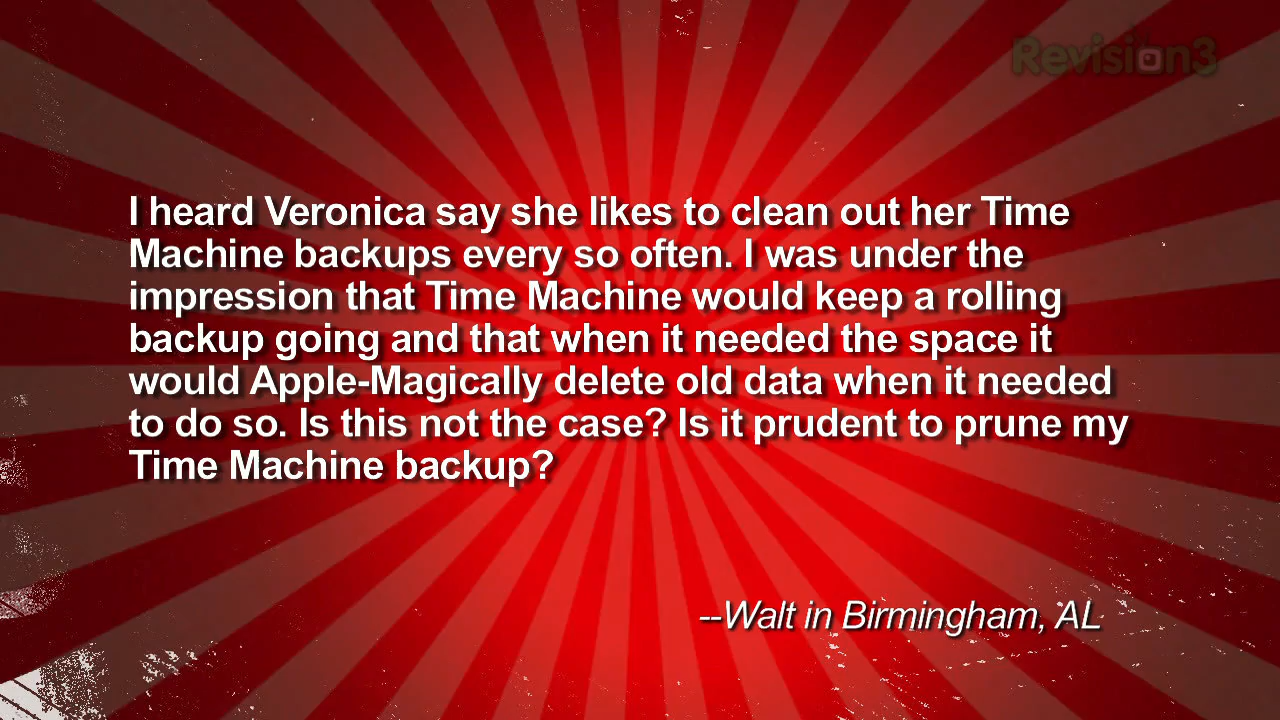 Revision3
I heard Veronica say she likes to clean out her Time
Machine backups every so often. I was under the
impression that Time Machine would keep a rolling
backup going and that when it needed the space it
would Apple-Magically delete old data when it needed
to do so. Is this not the case? Is it prudent to prune my
Time Machine backup?
--Walt in Birmingham, AL